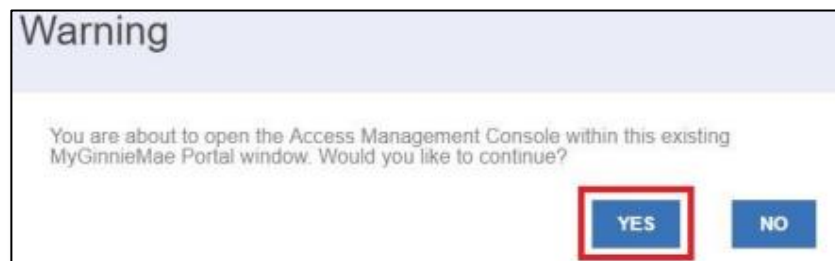 Warning
You are about to open the Access Management Console within this existing
MyGinnieMae Portal window. Would you like to continue?
YES NO